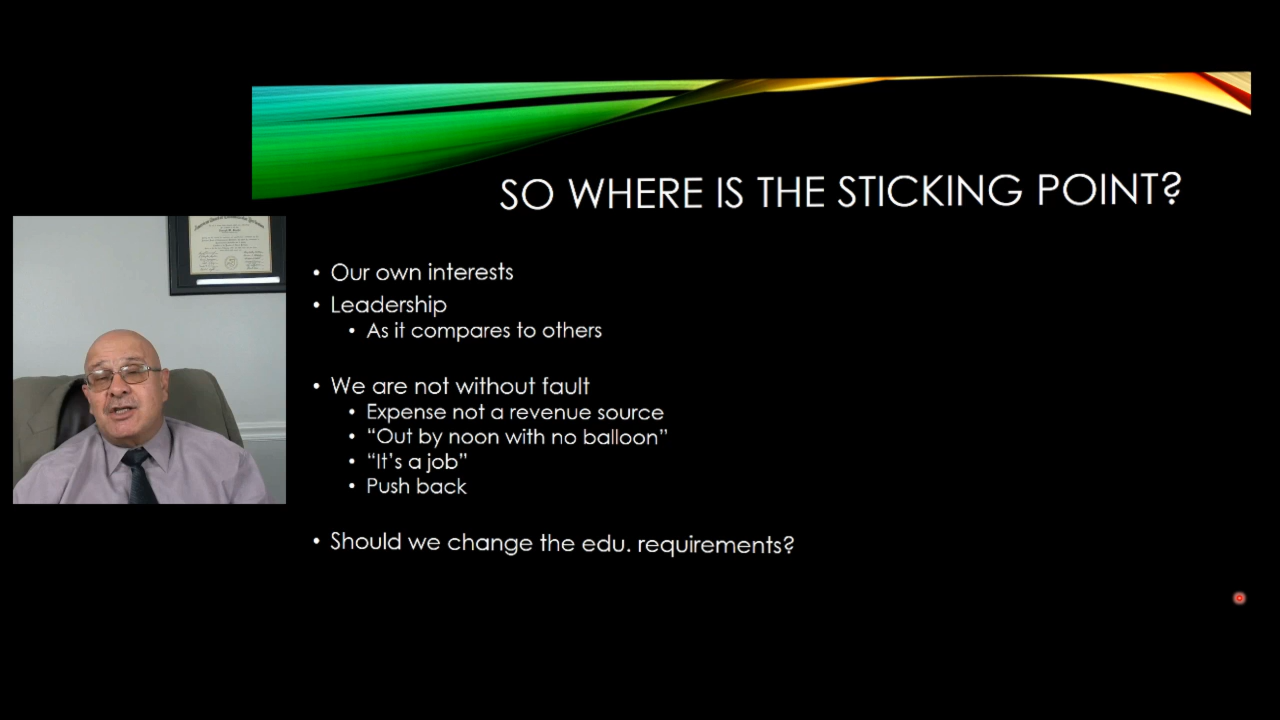 SO WHERE IS THE STICKING POINT?
• Our own interests
• Leadership
• As it compares to others
• We are not without fault
• Expense not a revenue source
• “Out by noon with no balloon”
• “It’s a job”
• Push back
• Should we change the edu. requirements?